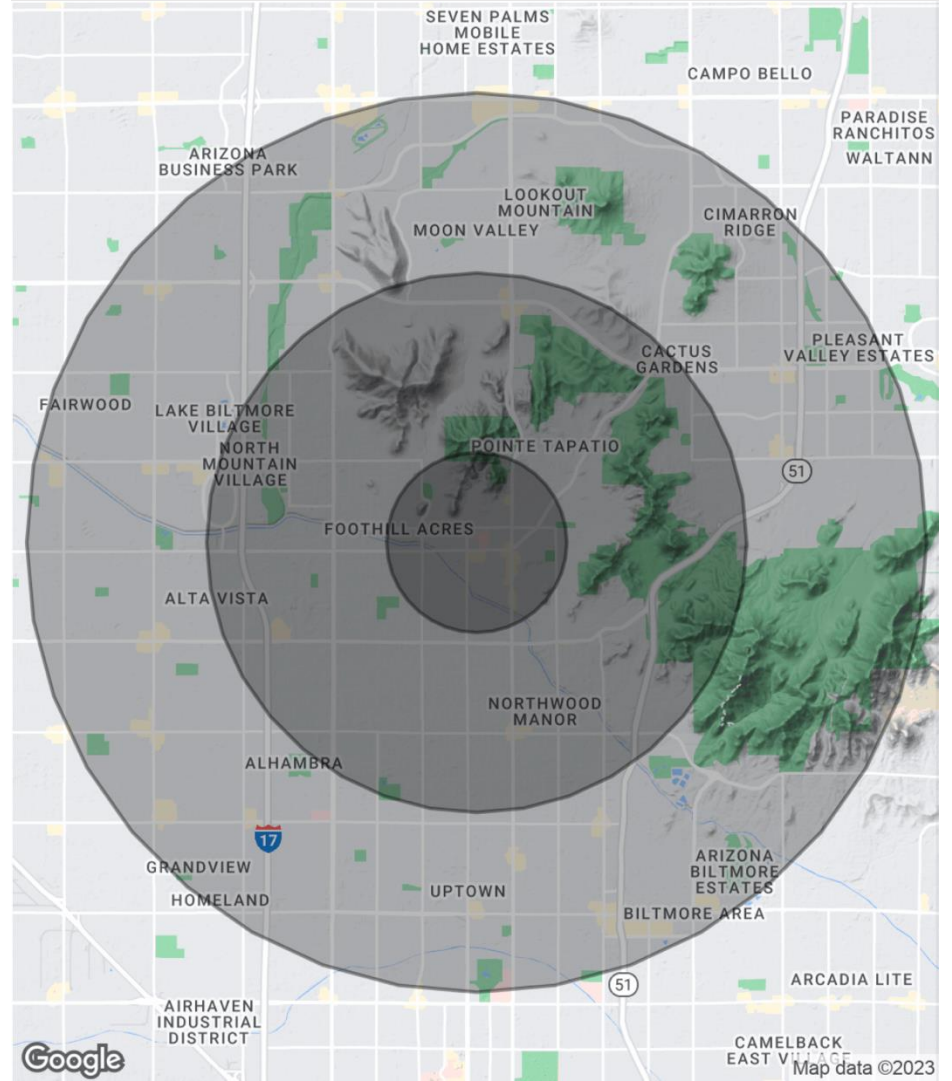 SEVEN PALMS
MOBILE
HOME ESTATES
CAMPO BELLO
PARADISE
RANCHITOS
WALTANN
ARIZONA
BUSINESS PARK
LOOKOUT
MOUNTAIN
MOON VALLEY
CIMARRON
RIDGE
PLEASANT
VALLEY ESTATES
CACTUS
GARDENS
FAIRWOOD
LAKE BILTMORE
VILLAGE
NORTH
MOUNTAIN
VILLAGE
POINTE TAPATIO
51
FOOTHILL ACRES
ALTA VISTA
NORTHWOOD
MANOR
ALHAMBRA
17
GRANDVIEW
HOMELAND
UPTOWN
ARIZONA
BILTMORE
ESTATES
BILTMORE AREA
51
ARCADIA LITE
AIRHAVEN
INDUSTRIAL
DISTRICT
CAMELBACK
EAST VILLAGE
Google
Map data ©2023